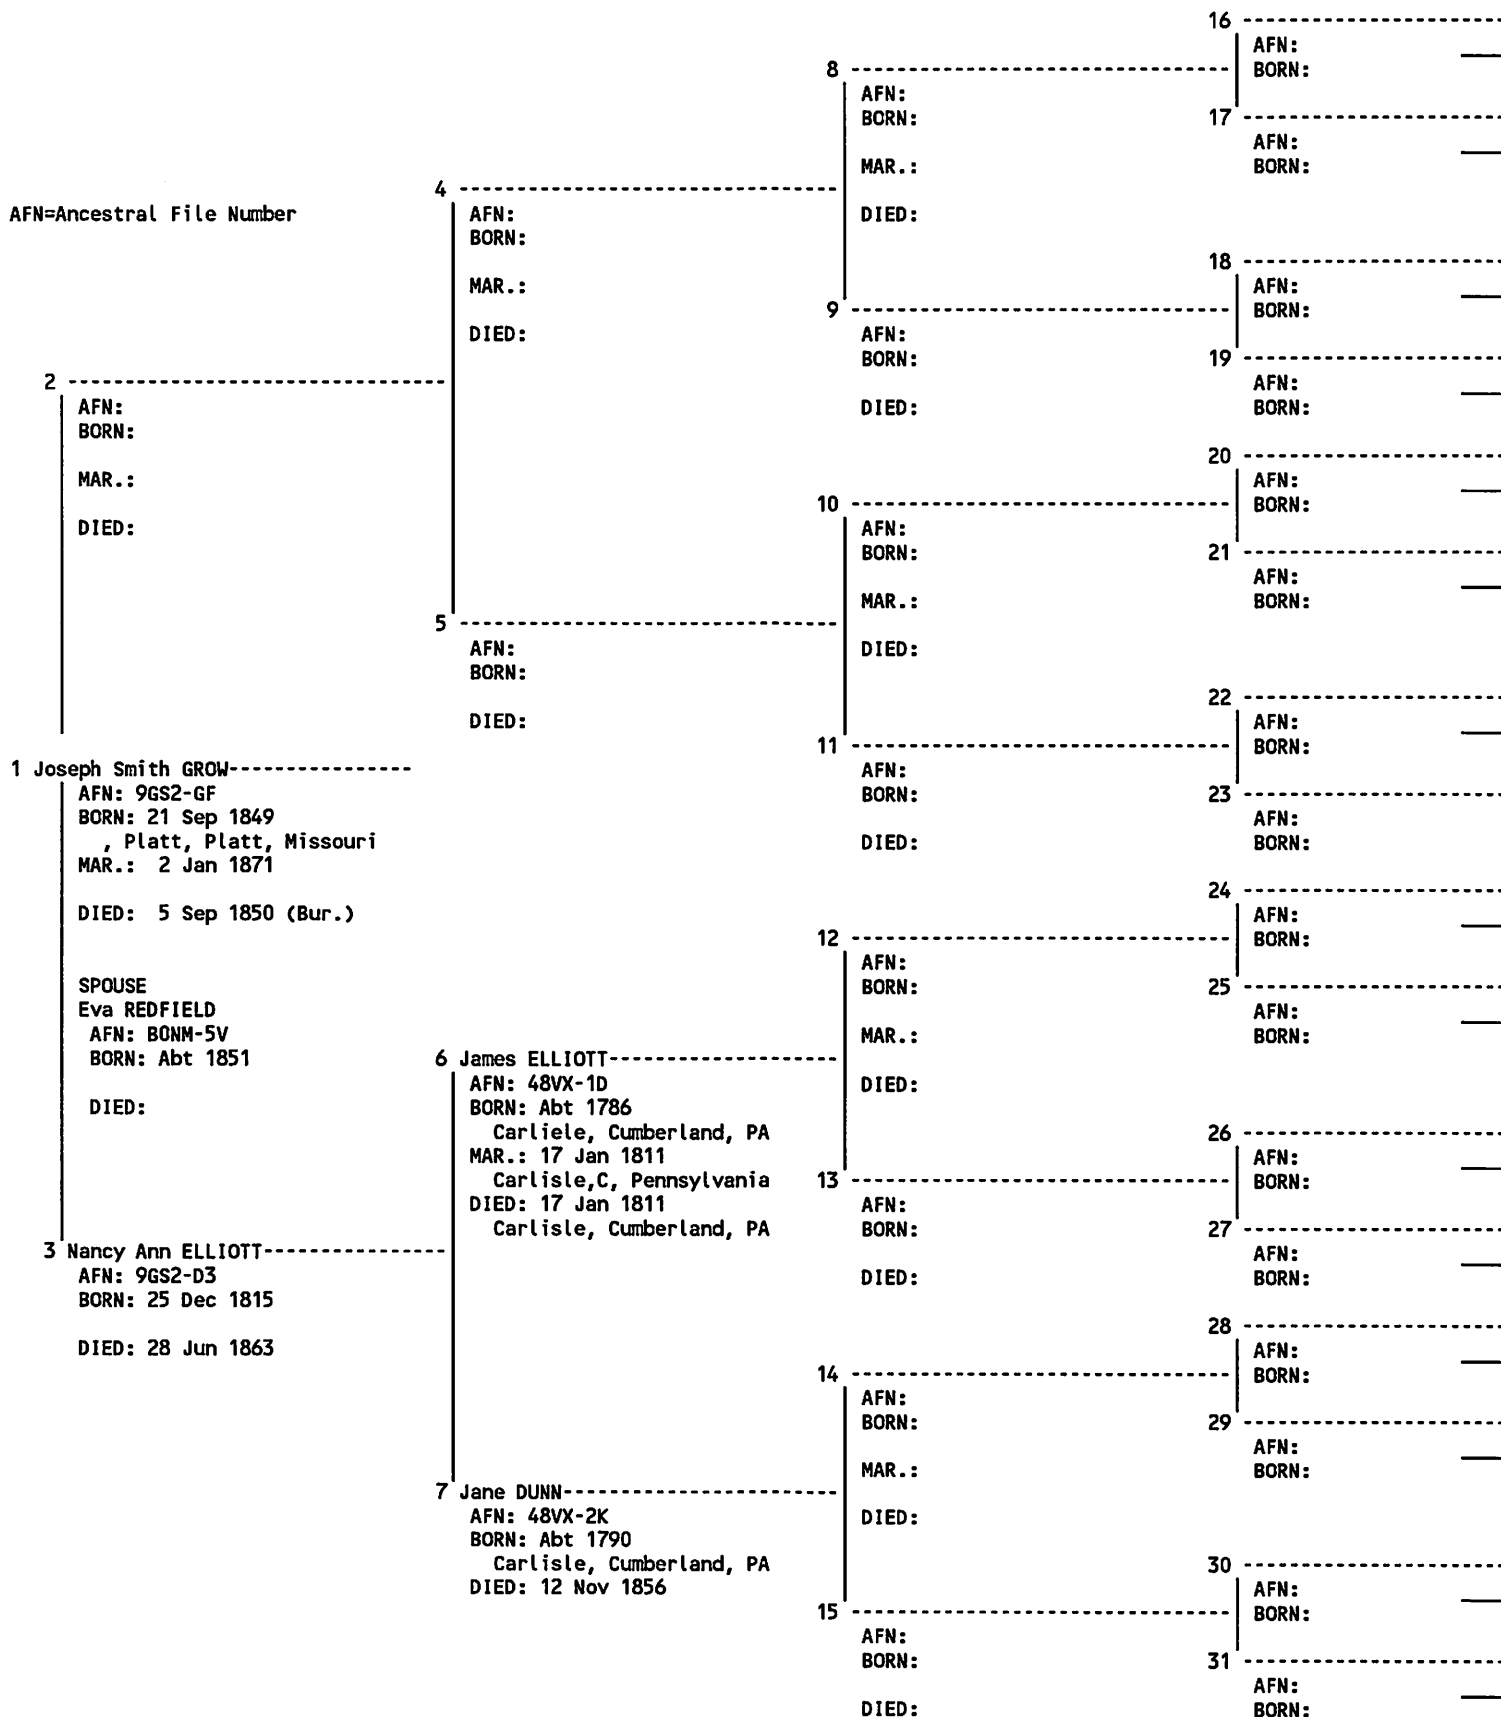 AFN=Ancestral File Number
1 Joseph Smith GROW---------------
AFN: 9GS2-GF
BORN: 21 Sep 1849
, Platt, Platt, Missouri
MAR.:  2 Jan 1871
DIED:  5 Sep 1850 (Bur.)
SPOUSE
Eva REDFIELD
AFN: BONM-5V
BORN: Abt 1851
DIED:
2
AFN:
BORN:
MAR.:
DIED:
3 Nancy Ann ELLIOTT---------------
AFN: 9GS2-D3
BORN: 25 Dec 1815
DIED: 28 Jun 1863
4
AFN:
BORN:
MAR.:
DIED:
5
AFN:
BORN:
DIED:
6 James ELLIOTT-------------------
AFN: 48VX-1D
BORN: Abt 1786
Carliele, Cumberland, PA
MAR.: 17 Jan 1811
Carlisle,C, Pennsylvania
DIED: 17 Jan 1811
Carlisle, Cumberland, PA
7 Jane DUNN-----------------------
AFN: 48VX-2K
BORN: Abt 1790
Carlisle, Cumberland, PA
DIED: 12 Nov 1856
8
AFN:
BORN:
MAR.:
DIED:
9
AFN:
BORN:
DIED:
10
AFN:
BORN:
MAR.:
DIED:
11
AFN:
BORN:
DIED:
12
AFN:
BORN:
MAR.:
DIED:
13
AFN:
BORN:
DIED:
14
AFN:
BORN:
MAR.:
DIED:
15
AFN:
BORN:
DIED:
16
AFN:
BORN:
17
AFN:
BORN:
18
AFN:
BORN:
19
AFN:
BORN:
20
AFN:
BORN:
21
AFN:
BORN:
22
AFN:
BORN:
23
AFN:
BORN:
24
AFN:
BORN:
25
AFN:
BORN:
26
AFN:
BORN:
27
AFN:
BORN:
28
AFN:
BORN:
29
AFN:
BORN:
30
AFN:
BORN:
31
AFN:
BORN: